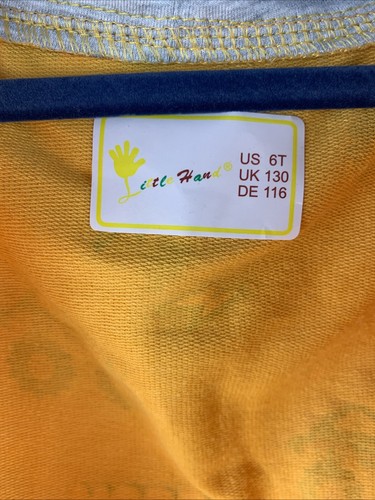 Little Hand®
US 6T
UK 130
DE 116